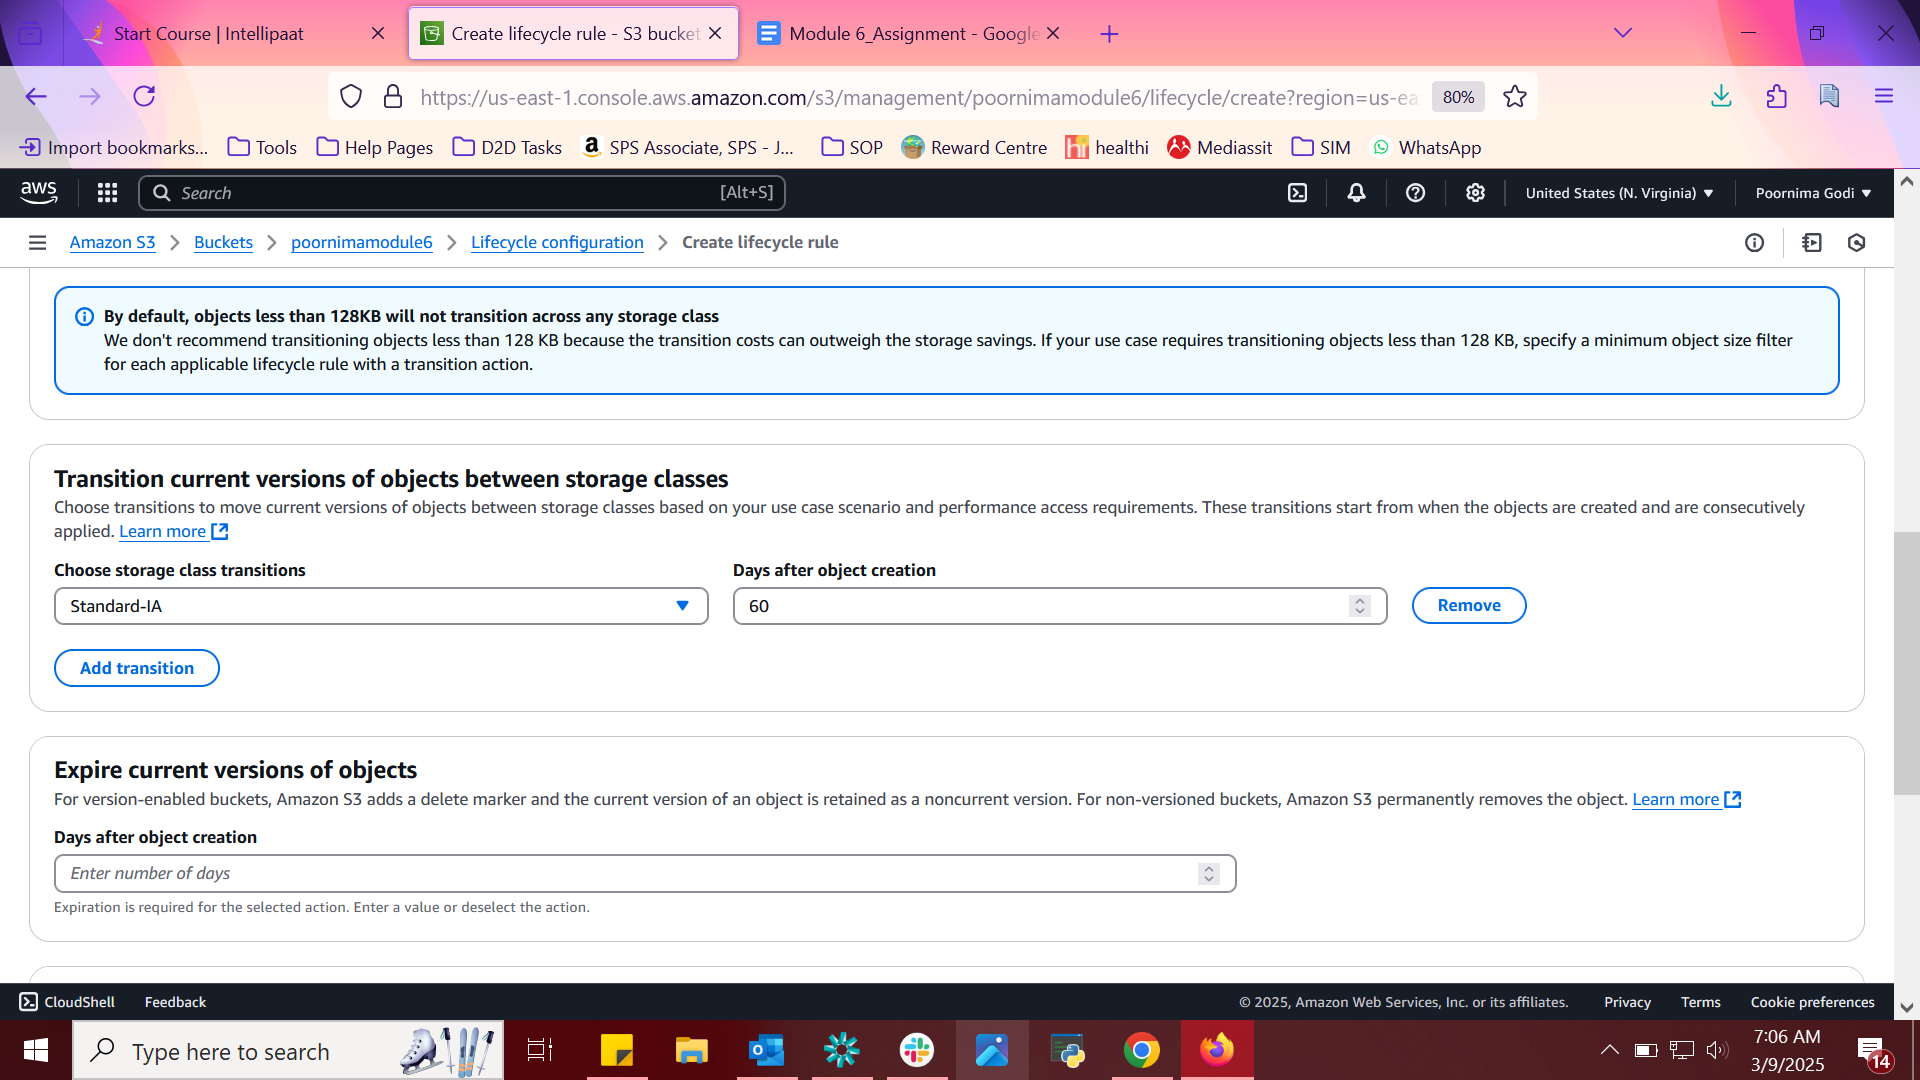 Start Course | Intellipaat
Create lifecycle rule - S3 bucket
Module 6_Assignment - Google
https://us-east-1.console.aws.amazon.com/s3/management/poornimamodule6/lifecycle/create?region=us-ea
80%
Import bookmarks...
Tools
Help Pages
D2D Tasks
SPS Associate, SPS - J...
SOP
Reward Centre
healthi
Mediassit
SIM
WhatsApp
aws
Search
[Alt+S]
United States (N. Virginia)
Poornima Godi
Amazon S3
Buckets
poornimamodule6
Lifecycle configuration
Create lifecycle rule
By default, objects less than 128KB will not transition across any storage class
We don't recommend transitioning objects less than 128 KB because the transition costs can outweigh the storage savings. If your use case requires transitioning objects less than 128 KB, specify a minimum object size filter
for each applicable lifecycle rule with a transition action.
Transition current versions of objects between storage classes
Choose transitions to move current versions of objects between storage classes based on your use case scenario and performance access requirements. These transitions start from when the objects are created and are consecutively
applied. Learn more
Choose storage class transitions
Days after object creation
Standard-IA
60
Remove
Add transition
Expire current versions of objects
For version-enabled buckets, Amazon S3 adds a delete marker and the current version of an object is retained as a noncurrent version. For non-versioned buckets, Amazon S3 permanently removes the object. Learn more
Days after object creation
Enter number of days
Expiration is required for the selected action. Enter a value or deselect the action.
CloudShell
Feedback
© 2025, Amazon Web Services, Inc. or its affiliates.
Privacy
Terms
Cookie preferences
Type here to search
7:06 AM
3/9/2025
14